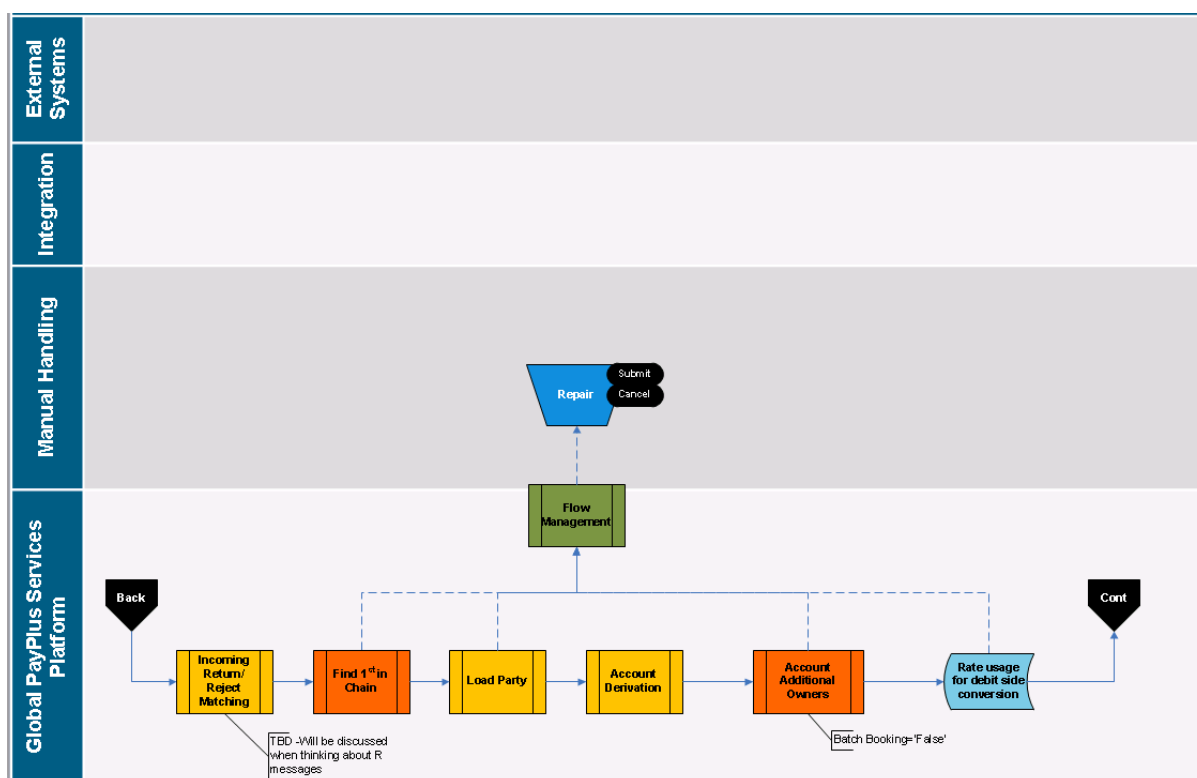 External
Systems
Integration
Manual Handling
Submit
Repair
Cancel
Global PayPlus Services
Platform
Flow
Management
Back
Cont
Incoming
Return/
Reject
Matching
Find 1st in
Chain
Load Party
Account
Derivation
Account
Additional
Owners
Rate usage
for debit side
conversion
TBD -Will be discussed
when thinking about R
messages
Batch Booking='False'